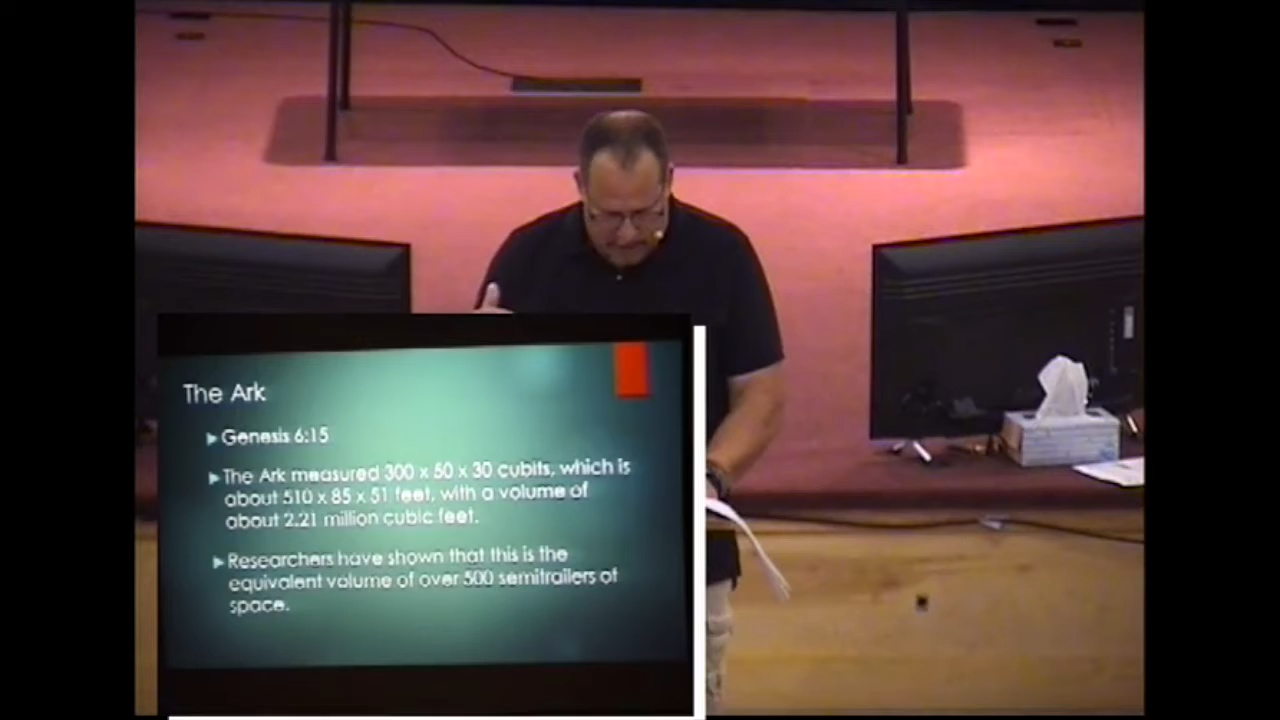 The Ark
Genesis 6:15
The Ark measured 300 x 50 x 30 cubits, which is
about 510 x 85 x 51 feet, with a volume of
about 2.21 million cubic feet.
Researchers have shown that this is the
equivalent volume of over 500 semitrailers of
space.